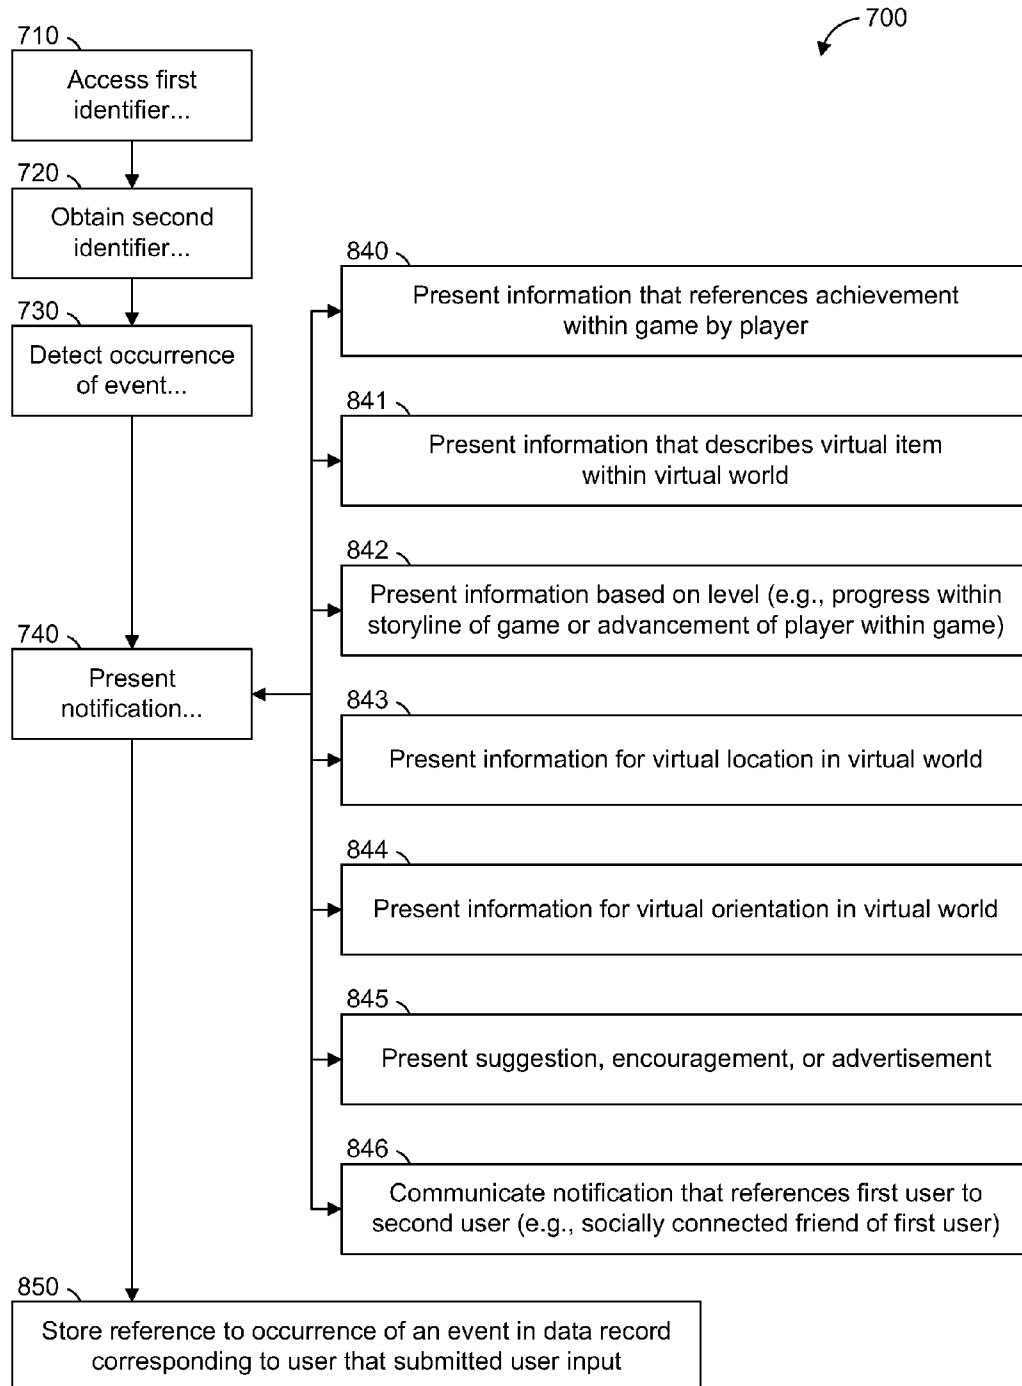 700
710
Access first
identifier...
720
Obtain second
identifier...
730
Detect occurrence
of event...
740
Present
notification...
840
Present information that references achievement
within game by player
841
Present information that describes virtual item
within virtual world
842
Present information based on level (e.g., progress within
storyline of game or advancement of player within game)
843
Present information for virtual location in virtual world
844
Present information for virtual orientation in virtual world
845
Present suggestion, encouragement, or advertisement
846
Communicate notification that references first user to
second user (e.g., socially connected friend of first user)
850
Store reference to occurrence of an event in data record
corresponding to user that submitted user input